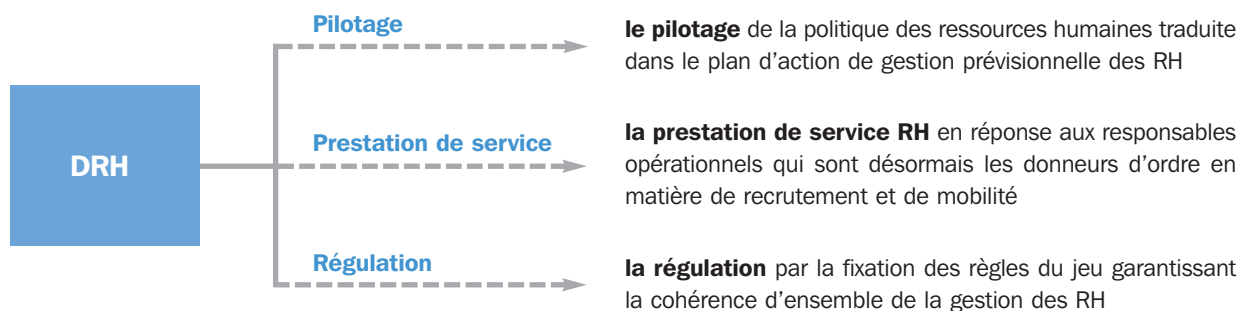 Pilotage
le pilotage de la politique des ressources humaines traduite
dans le plan d'action de gestion prévisionnelle des RH
DRH
Prestation de service
la prestation de service RH en réponse aux responsables
opérationnels qui sont désormais les donneurs d'ordre en
matière de recrutement et de mobilité
Régulation
la régulation par la fixation des règles du jeu garantissant
la cohérence d'ensemble de la gestion des RH